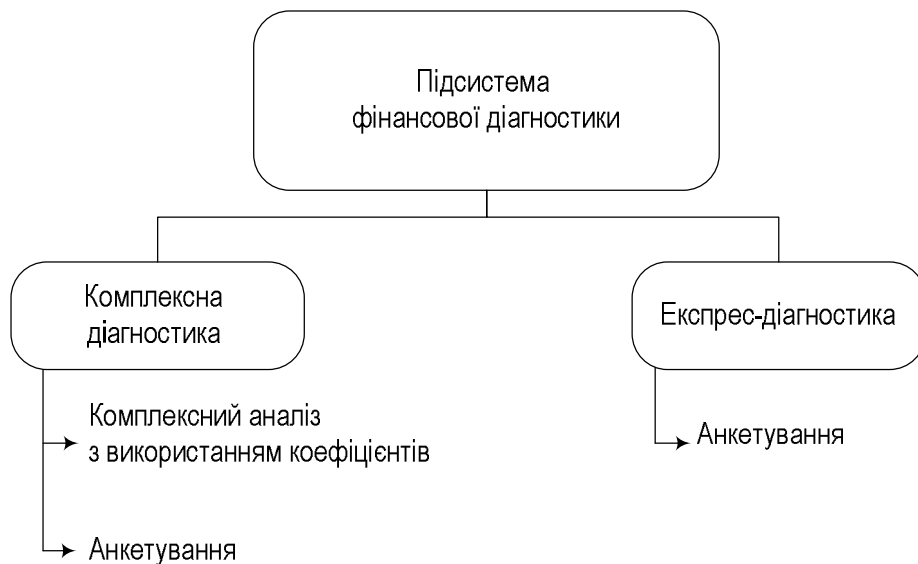 Підсистема
фінансової діагностики
Комплексна
діагностика
Експрес-діагностика
Комплексний аналіз
з використанням коефіцієнтів
Анкетування
Анкетування